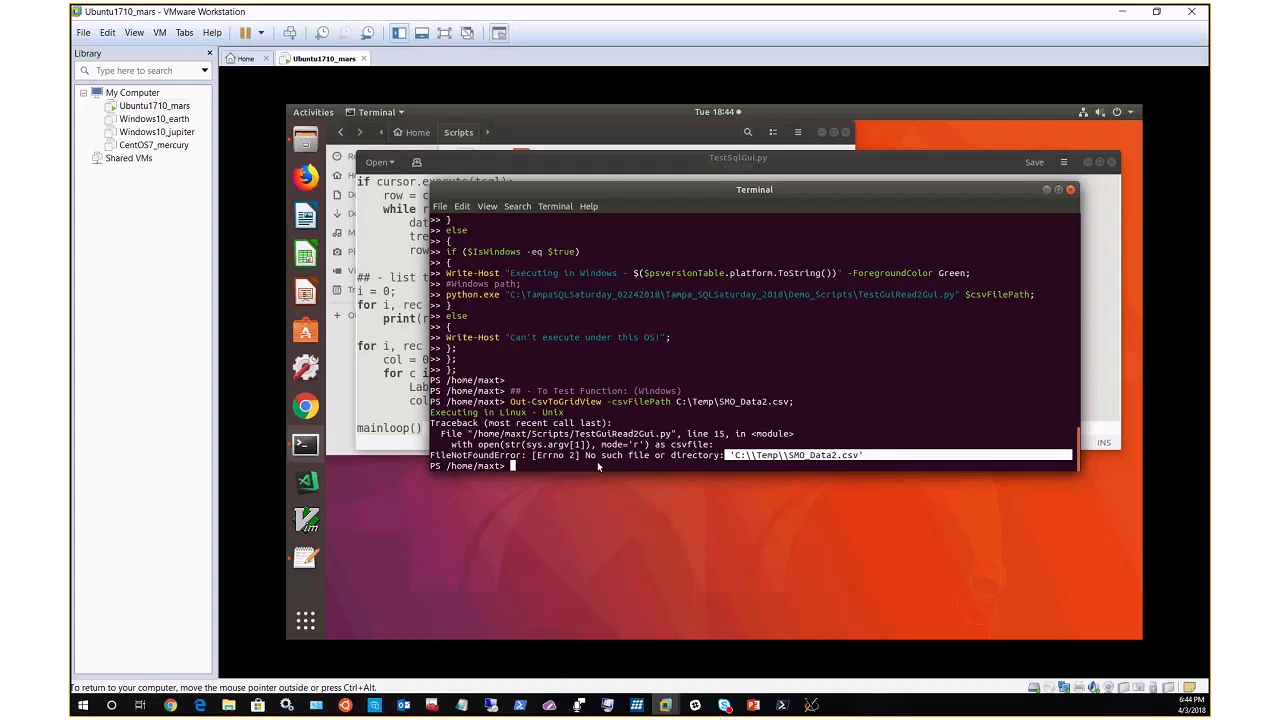 Ubuntu1710_mars - VMware Workstation
File Edit View VM Tabs Help
Library
Type here to search
My Computer
Ubuntu1710_mars
Windows10_earth
Windows10_jupiter
CentOS7_mercury
Shared VMs
Home
Ubuntu1710_mars
Activities
Terminal
Tue 18:44
Home
Scripts
Open
TestSqlGui.py
Save
if cursor.execute(tsql):
row = c
while r
dat
tre
row
## - list t
i = 0;
for i, rec
print(r
for i, rec
col = 0
for c i
Lab
col
mainloop()
INS
Terminal
File Edit View Search Terminal Help
>> }
>> else
>> {
>> if ($IsWindows -eq $true)
>> {
>> Write-Host "Executing in Windows - $($psversionTable.platform.ToString())" -ForegroundColor Green;
>> #Windows path;
>> python.exe "C:\TampaSQLSaturday_02242018\Tampa_SQLSaturday_2018\Demo_Scripts\TestGuiRead2Gui.py" $csvFilePath;
>> }
>> else
>> {
>> Write-Host "Can't execute under this OS!";
>> };
>> };
>> };
PS /home/maxt>
PS /home/maxt> ## - To Test Function: (Windows)
PS /home/maxt> Out-CsvToGridView -csvFilePath C:\Temp\SMO_Data2.csv;
Executing in Linux - Unix
Traceback (most recent call last):
File "/home/maxt/Scripts/TestGuiRead2Gui.py", line 15, in <module>
with open(str(sys.argv[1]), mode='r') as csvfile:
FileNotFoundError: [Errno 2] No such file or directory: 'C:\\Temp\\SMO_Data2.csv'
PS /home/maxt>
To return to your computer, move the mouse pointer outside or press Ctrl+Alt.
6:44 PM
4/3/2018